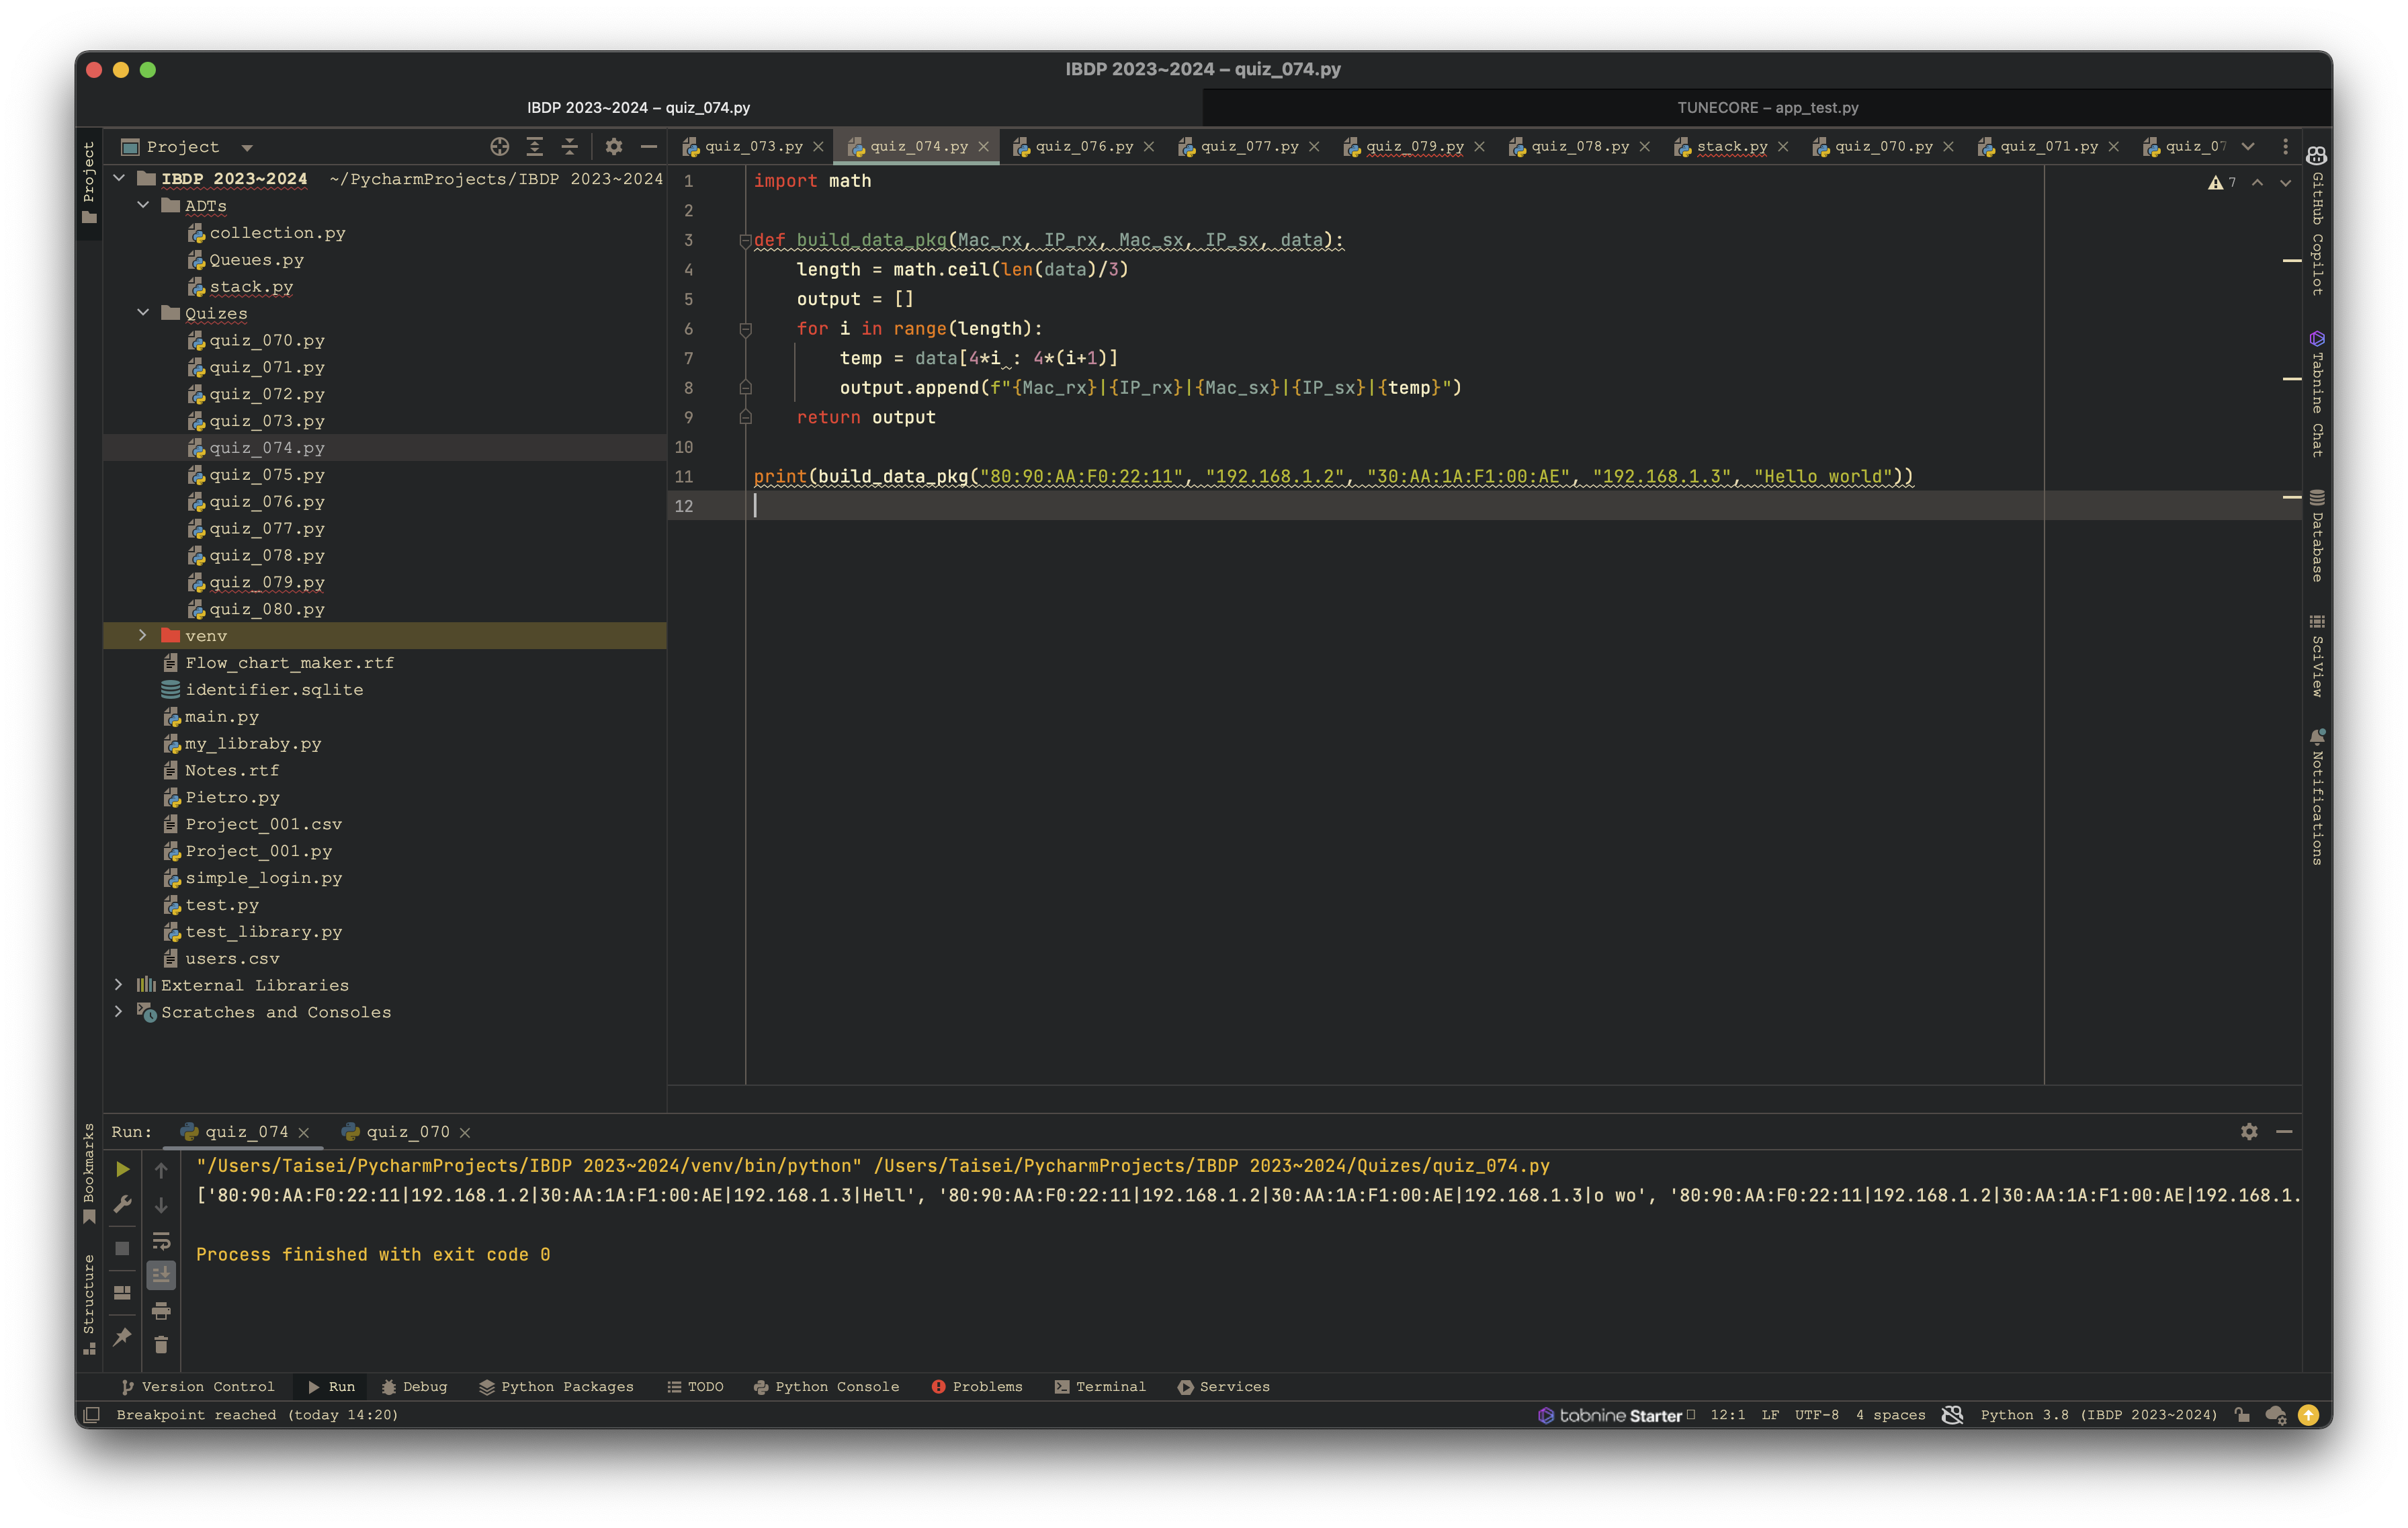 IBDP 2023~2024 – quiz_074.py
IBDP 2023~2024 – quiz_074.py
TUNECORE – app_test.py
Project
Project
quiz_073.py
quiz_074.py
quiz_076.py
quiz_077.py
quiz_079.py
quiz_078.py
stack.py
quiz_070.py
quiz_071.py
quiz_07
IBDP 2023~2024 ~/PycharmProjects/IBDP 2023~2024
ADTs
collection.py
Queues.py
stack.py
Quizes
quiz_070.py
quiz_071.py
quiz_072.py
quiz_073.py
quiz_074.py
quiz_075.py
quiz_076.py
quiz_077.py
quiz_078.py
quiz_079.py
quiz_080.py
venv
Flow_chart_maker.rtf
identifier.sqlite
main.py
my_libraby.py
Notes.rtf
Pietro.py
Project_001.csv
Project_001.py
simple_login.py
test.py
test_library.py
users.csv
External Libraries
Scratches and Consoles
1 import math
2
3 def build_data_pkg(Mac_rx, IP_rx, Mac_sx, IP_sx, data):
4 length = math.ceil(len(data)/3)
5 output = []
6 for i in range(length):
7 temp = data[4*i : 4*(i+1)]
8 output.append(f"{Mac_rx}|{IP_rx}|{Mac_sx}|{IP_sx}|{temp}")
9 return output
10
11 print(build_data_pkg("80:90:AA:F0:22:11", "192.168.1.2", "30:AA:1A:F1:00:AE", "192.168.1.3", "Hello world"))
12
7
GitHub Copilot
Tabnine Chat
Database
SciView
Notifications
Bookmarks
Structure
Run:
quiz_074
quiz_070
"/Users/Taisei/PycharmProjects/IBDP 2023~2024/venv/bin/python" /Users/Taisei/PycharmProjects/IBDP 2023~2024/Quizes/quiz_074.py
['80:90:AA:F0:22:11|192.168.1.2|30:AA:1A:F1:00:AE|192.168.1.3|Hell', '80:90:AA:F0:22:11|192.168.1.2|30:AA:1A:F1:00:AE|192.168.1.3|o wo', '80:90:AA:F0:22:11|192.168.1.2|30:AA:1A:F1:00:AE|192.168.1.
Process finished with exit code 0
Version Control
Run
Debug
Python Packages
TODO
Python Console
Problems
Terminal
Services
Breakpoint reached (today 14:20)
tabnine Starter
12:1
LF
UTF-8
4 spaces
Python 3.8 (IBDP 2023~2024)